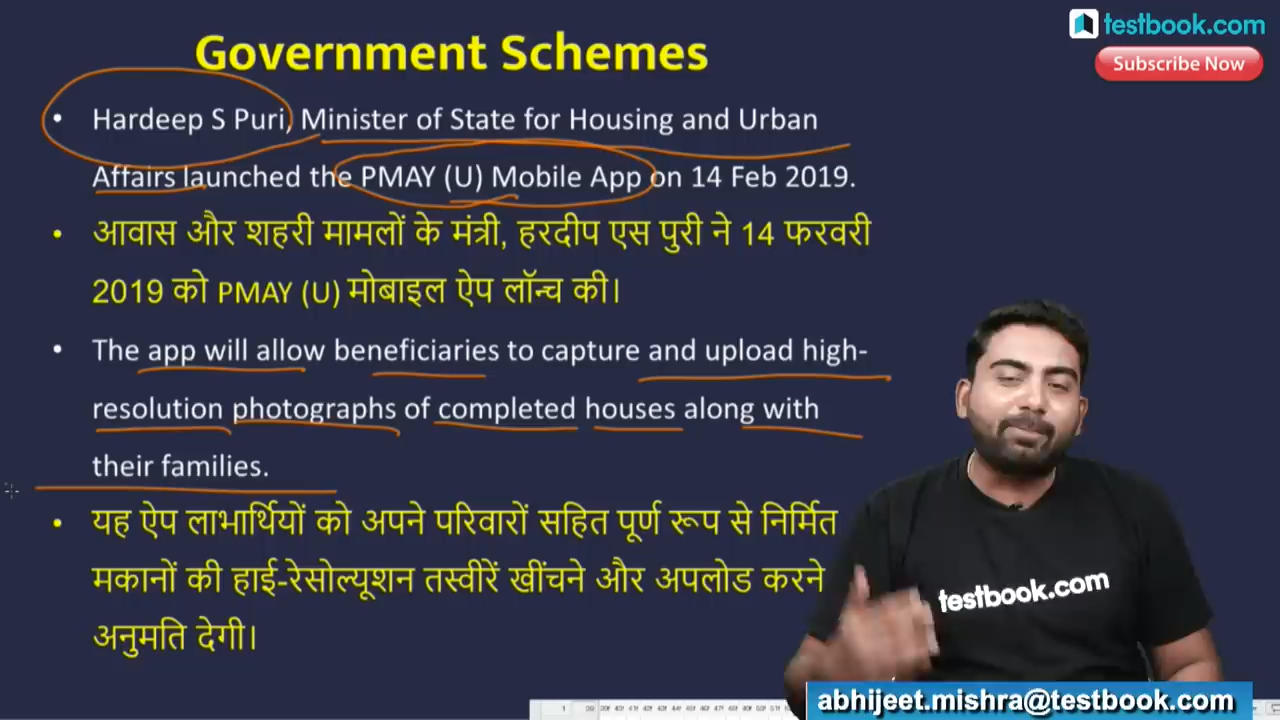 testbook.com
Subscribe Now
Government Schemes
• Hardeep S Puri, Minister of State for Housing and Urban
Affairs launched the PMAY (U) Mobile App on 14 Feb 2019.
• आवास और शहरी मामलों के मंत्री, हरदीप एस पुरी ने 14 फरवरी
2019 को PMAY (U) मोबाइल ऐप लॉन्च की।
• The app will allow beneficiaries to capture and upload high-
resolution photographs of completed houses along with
their families.
• यह ऐप लाभार्थियों को अपने परिवारों सहित पूर्ण रूप से निर्मित
मकानों की हाई-रेसोल्यूशन तस्वीरें खींचने और अपलोड करने
अनुमति देगी।
testbook.com
abhijeet.mishra@testbook.com